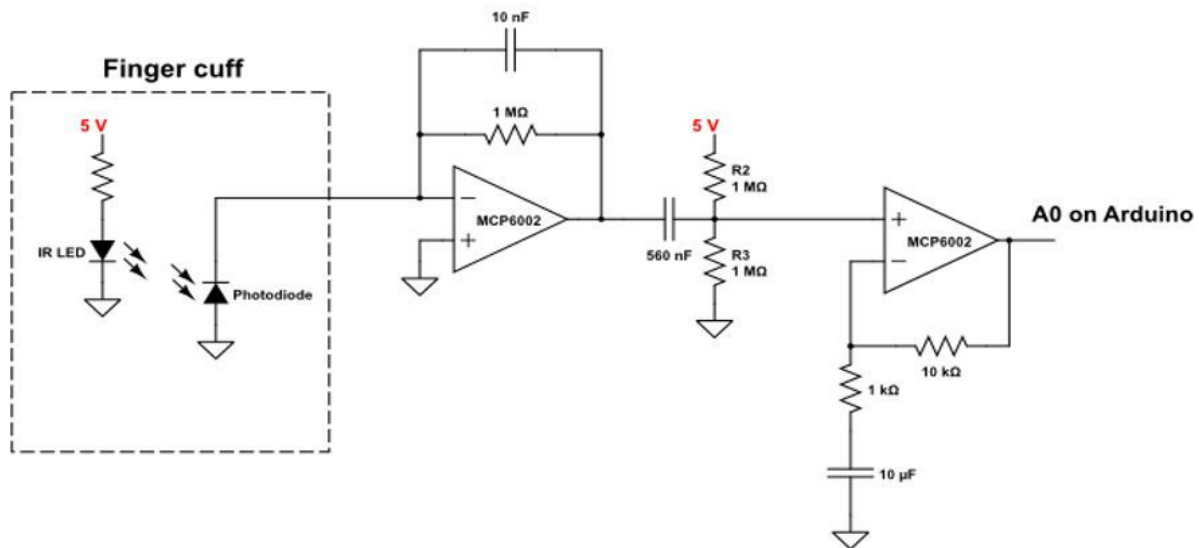 10 nF
Finger cuff
1 MΩ
5 V
5 V
R2
1 MΩ
−
MCP6002
+
+
MCP6002
−
A0 on Arduino
IR LED
560 nF
R3
1 MΩ
Photodiode
10 kΩ
1 kΩ
10 µF